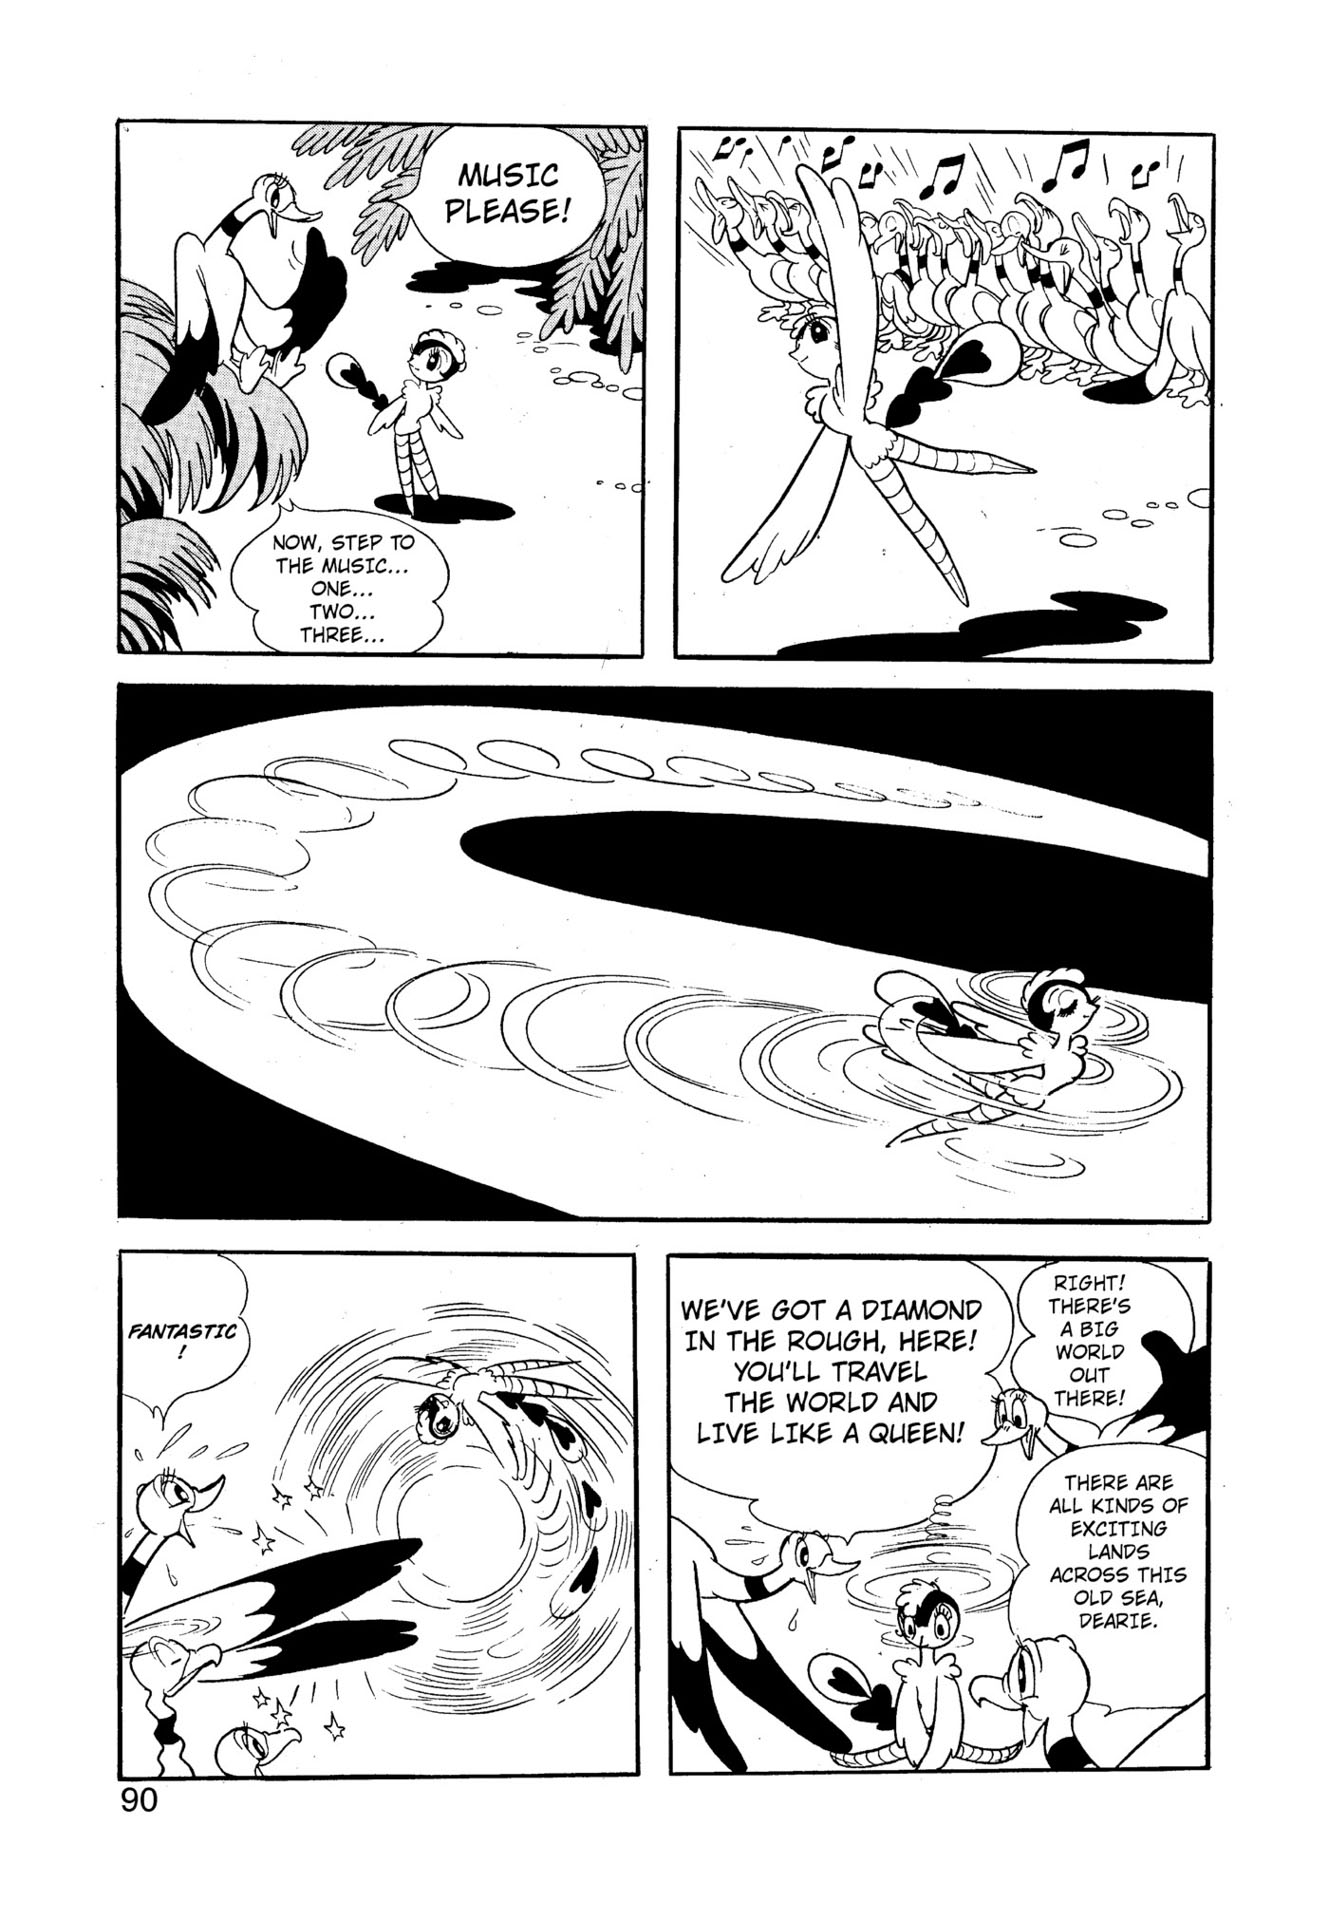 MUSIC
PLEASE!
NOW, STEP TO
THE MUSIC...
ONE...
TWO...
THREE...
FANTASTIC
!
WE'VE GOT A DIAMOND
IN THE ROUGH, HERE!
YOU'LL TRAVEL
THE WORLD AND
LIVE LIKE A QUEEN!
RIGHT!
THERE'S
A BIG
WORLD
OUT
THERE!
THERE ARE
ALL KINDS OF
EXCITING
LANDS
ACROSS THIS
OLD SEA,
DEARIE.
90